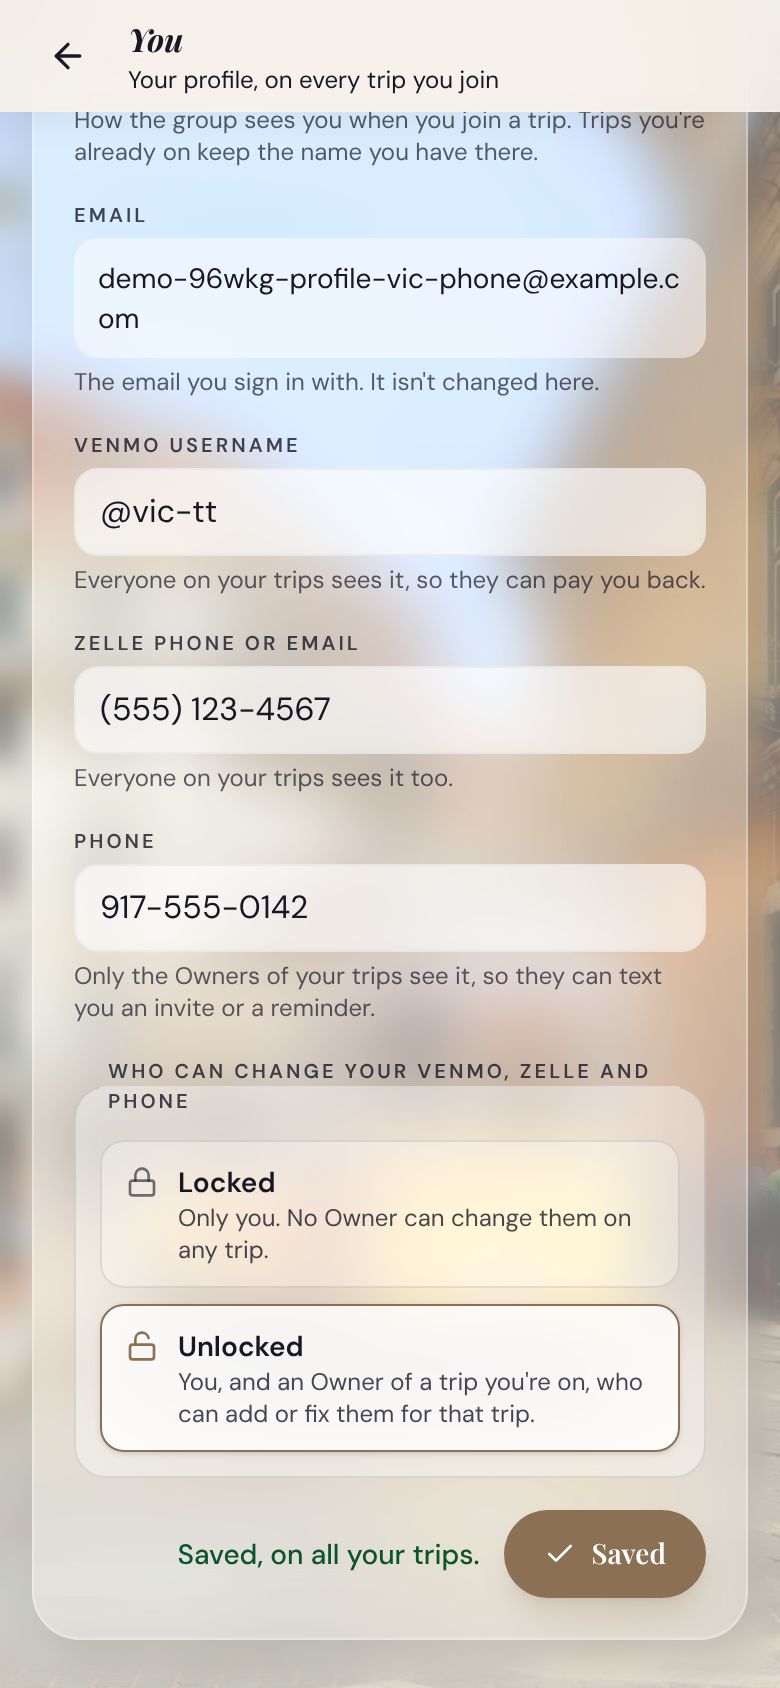 You
Your profile, on every trip you join
How the group sees you when you join a trip. Trips you're
already on keep the name you have there.
EMAIL
demo-96wkg-profile-vic-phone@example.c
om
The email you sign in with. It isn't changed here.
VENMO USERNAME
@vic-tt
Everyone on your trips sees it, so they can pay you back.
ZELLE PHONE OR EMAIL
(555) 123-4567
Everyone on your trips sees it too.
PHONE
917-555-0142
Only the Owners of your trips see it, so they can text
you an invite or a reminder.
WHO CAN CHANGE YOUR VENMO, ZELLE AND
PHONE
Locked
Only you. No Owner can change them on
any trip.
Unlocked
You, and an Owner of a trip you're on, who
can add or fix them for that trip.
Saved, on all your trips.
Saved